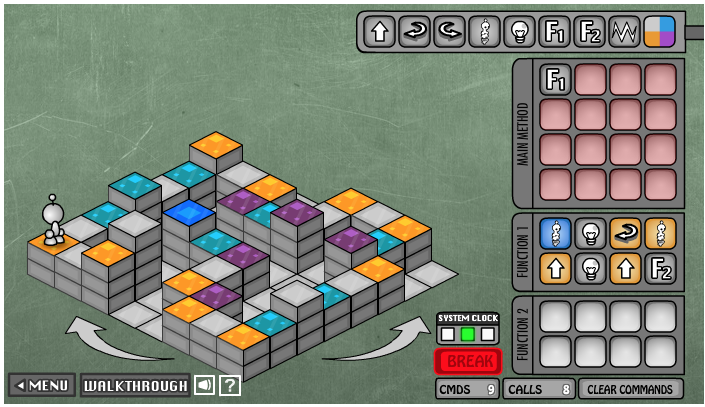 F1 F2
MAIN METHOD
F1
FUNCTION 1
F2
FUNCTION 2
SYSTEM CLOCK
BREAK
MENU WALKTHROUGH ?
CMDS 9 CALLS 8 CLEAR COMMANDS